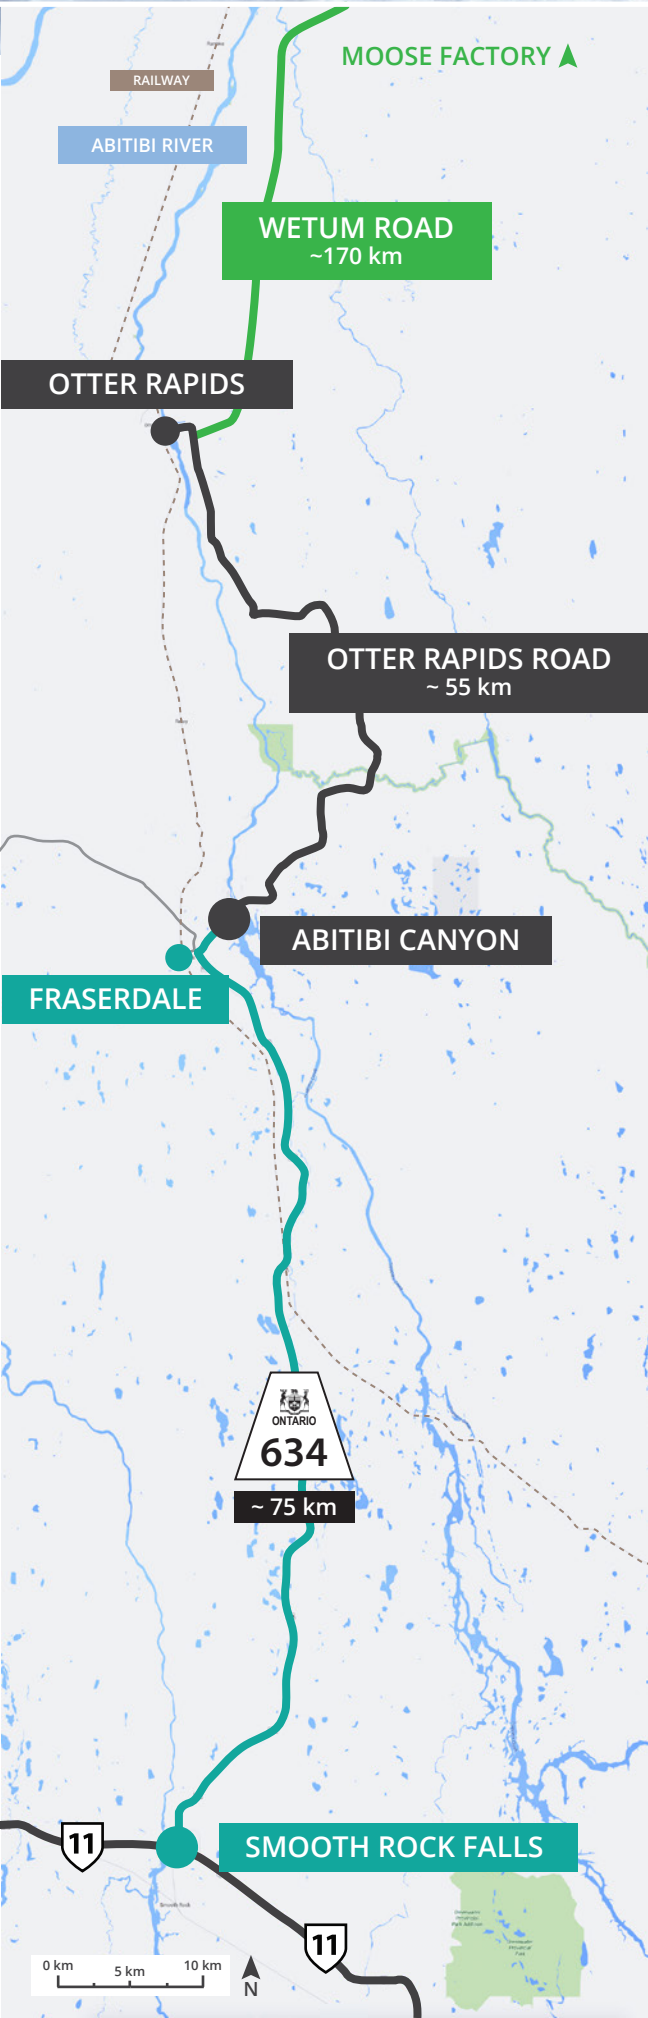 MOOSE FACTORY
RAILWAY
ABITIBI RIVER
WETUM ROAD
~170 km
OTTER RAPIDS
OTTER RAPIDS ROAD
~ 55 km
ABITIBI CANYON
FRASERDALE
ONTARIO
634
~ 75 km
11
SMOOTH ROCK FALLS
11
0 km
5 km
10 km
N